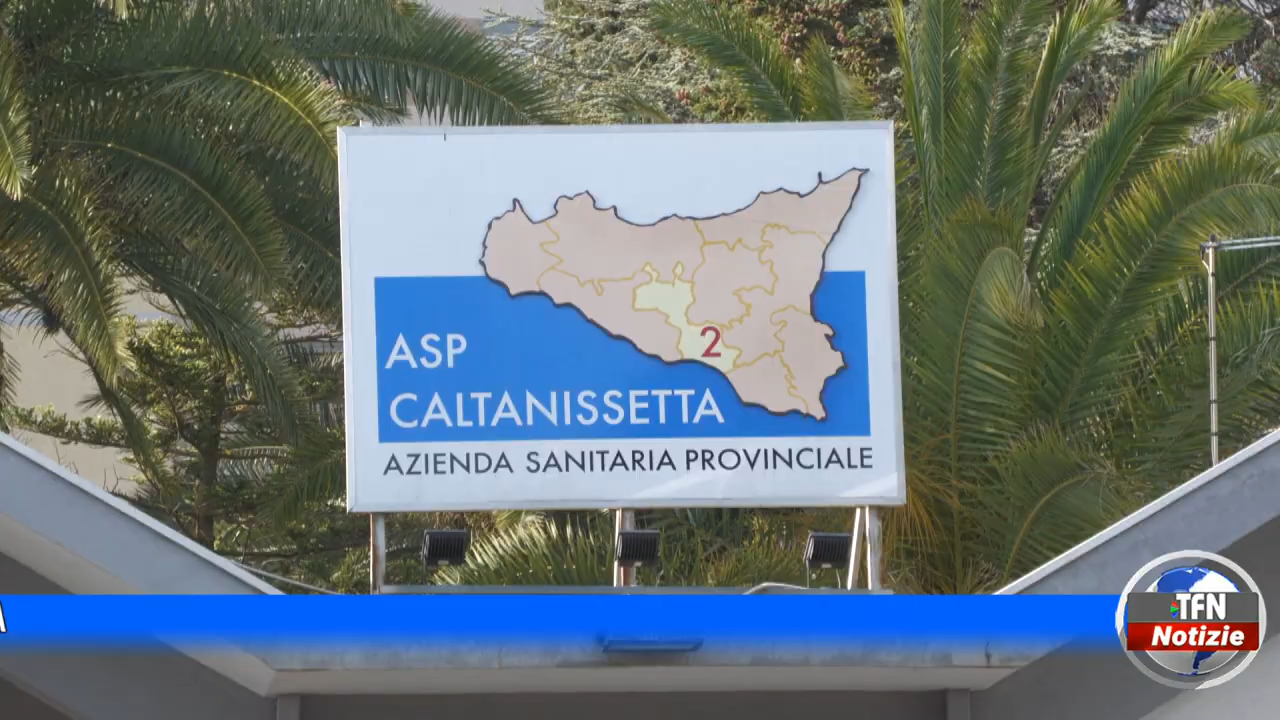 2
ASP
CALTANISSETTA
AZIENDA SANITARIA PROVINCIALE
A
TFN
Notizie